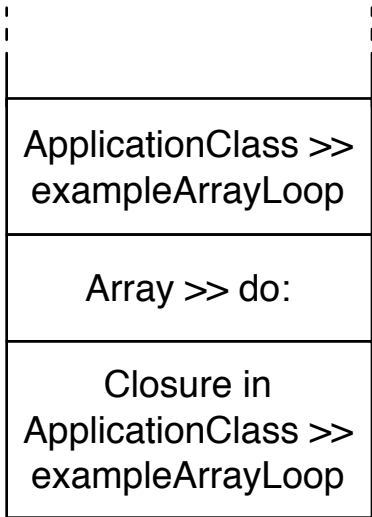 ApplicationClass >>
exampleArrayLoop
Array >> do:
Closure in
ApplicationClass >>
exampleArrayLoop